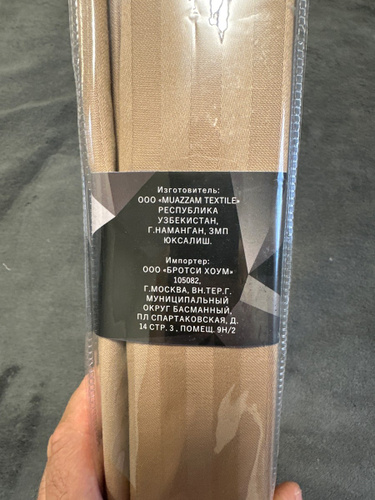 Изготовитель:
ООО «MUAZZAM TEXTILE»
РЕСПУБЛИКА
УЗБЕКИСТАН,
Г.НАМАНГАН, ЗМП
ЮКСАЛИШ.
Импортер:
ООО «БРОТСИ ХОУМ»
105082,
Г.МОСКВА, ВН.ТЕР.Г.
МУНИЦИПАЛЬНЫЙ
ОКРУГ БАСМАННЫЙ,
ПЛ СПАРТАКОВСКАЯ, Д.
14 СТР. 3 , ПОМЕЩ. 9Н/2